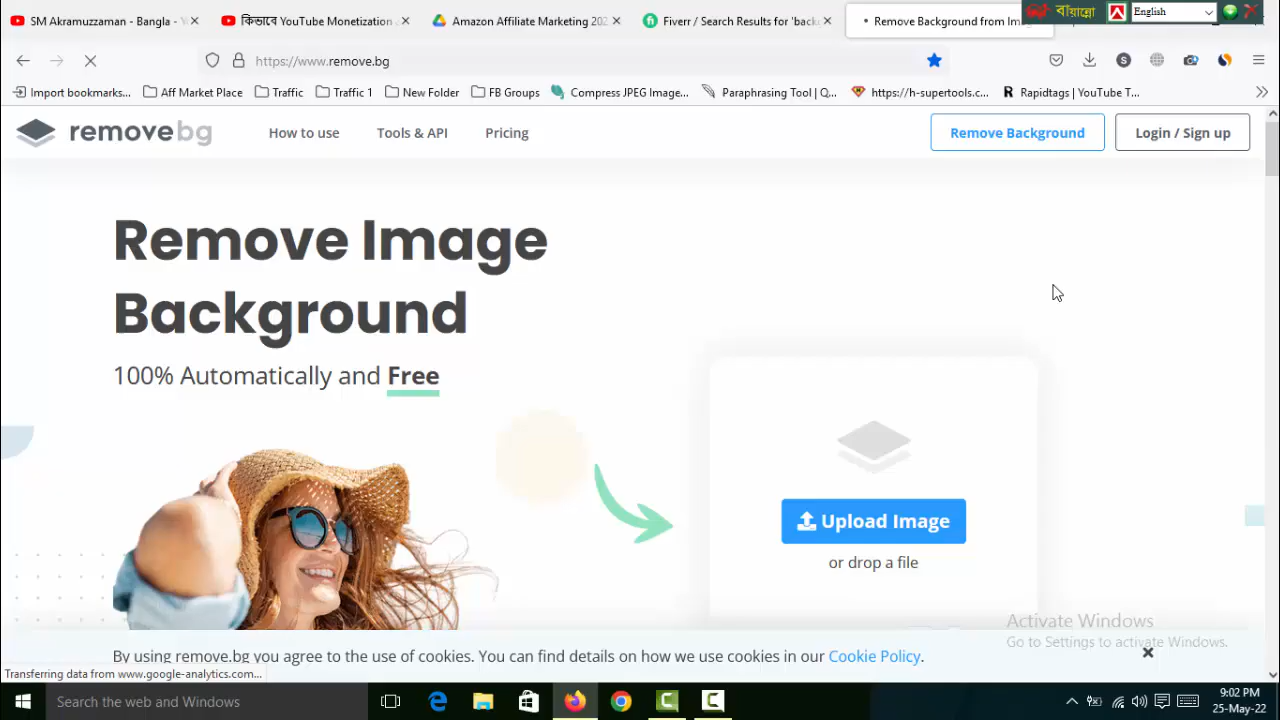 SM Akramuzzaman - Bangla - Y
কিভাবে YouTube Monetization
Amazon Affiliate Marketing 202
Fiverr / Search Results for
Remove Background from Im
বায়ান্নো
English
https://www.remove.bg
Import bookmarks...
Aff Market Place
Traffic
Traffic 1
New Folder
FB Groups
Compress JPEG Image...
Paraphrasing Tool | Q...
https://h-supertools.c...
Rapidtags | YouTube T...
removebg
How to use
Tools & API
Pricing
Remove Background
Login / Sign up
Remove Image
Background
100% Automatically and Free
Upload Image
or drop a file
Activate Windows
Go to Settings to activate Windows.
By using remove.bg you agree to the use of cookies. You can find details on how we use cookies in our Cookie Policy.
Transferring data from www.google-analytics.com...
Search the web and Windows
9:02 PM
25-May-22